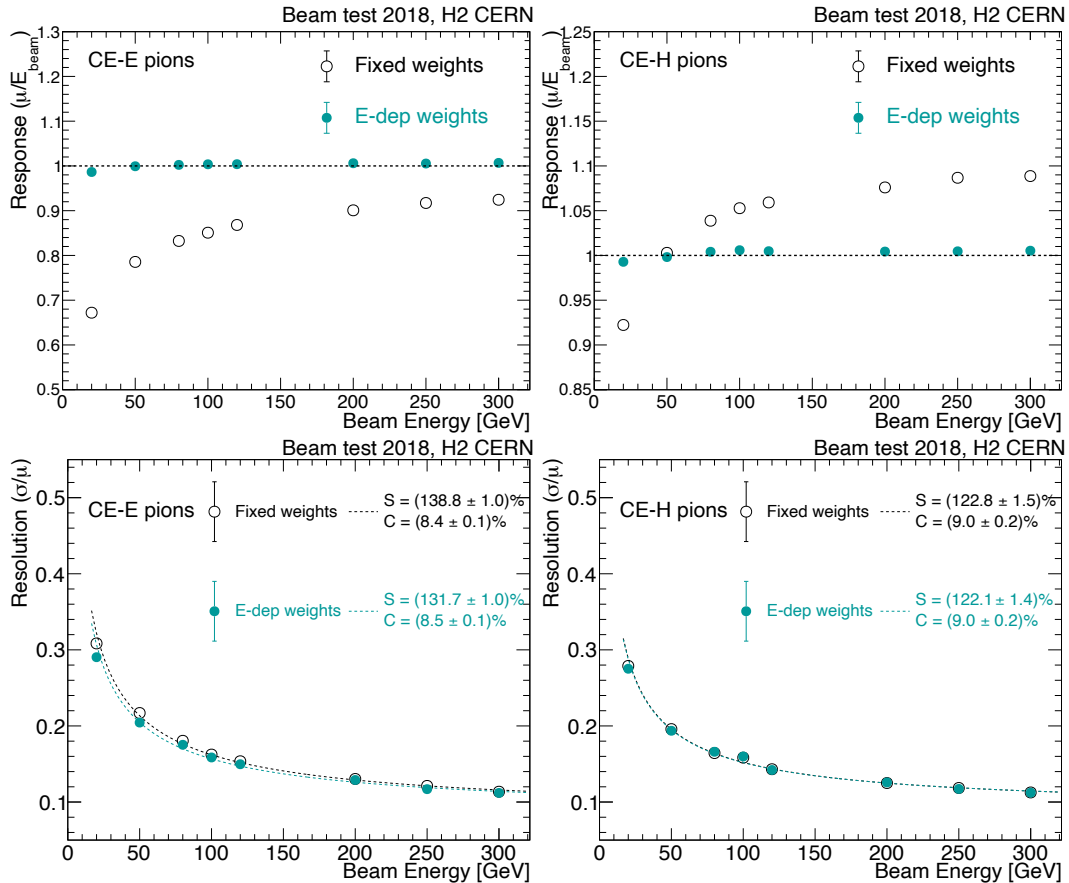 Beam test 2018, H2 CERN
Response (μ/E_beam)
1.3
1.2
1.1
1
0.9
0.8
0.7
0.6
0.5
CE-E pions
Fixed weights
E-dep weights
0 50 100 150 200 250 300
Beam Energy [GeV]
Beam test 2018, H2 CERN
Response (μ/E_beam)
1.25
1.2
1.15
1.1
1.05
1
0.95
0.9
0.85
CE-H pions
Fixed weights
E-dep weights
0 50 100 150 200 250 300
Beam Energy [GeV]
Beam test 2018, H2 CERN
Resolution (σ/μ)
0.5
0.4
0.3
0.2
0.1
CE-E pions
Fixed weights
S = (138.8 ± 1.0)%
C = (8.4 ± 0.1)%
E-dep weights
S = (131.7 ± 1.0)%
C = (8.5 ± 0.1)%
0 50 100 150 200 250 300
Beam Energy [GeV]
Beam test 2018, H2 CERN
Resolution (σ/μ)
0.5
0.4
0.3
0.2
0.1
CE-H pions
Fixed weights
S = (122.8 ± 1.5)%
C = (9.0 ± 0.2)%
E-dep weights
S = (122.1 ± 1.4)%
C = (9.0 ± 0.2)%
0 50 100 150 200 250 300
Beam Energy [GeV]